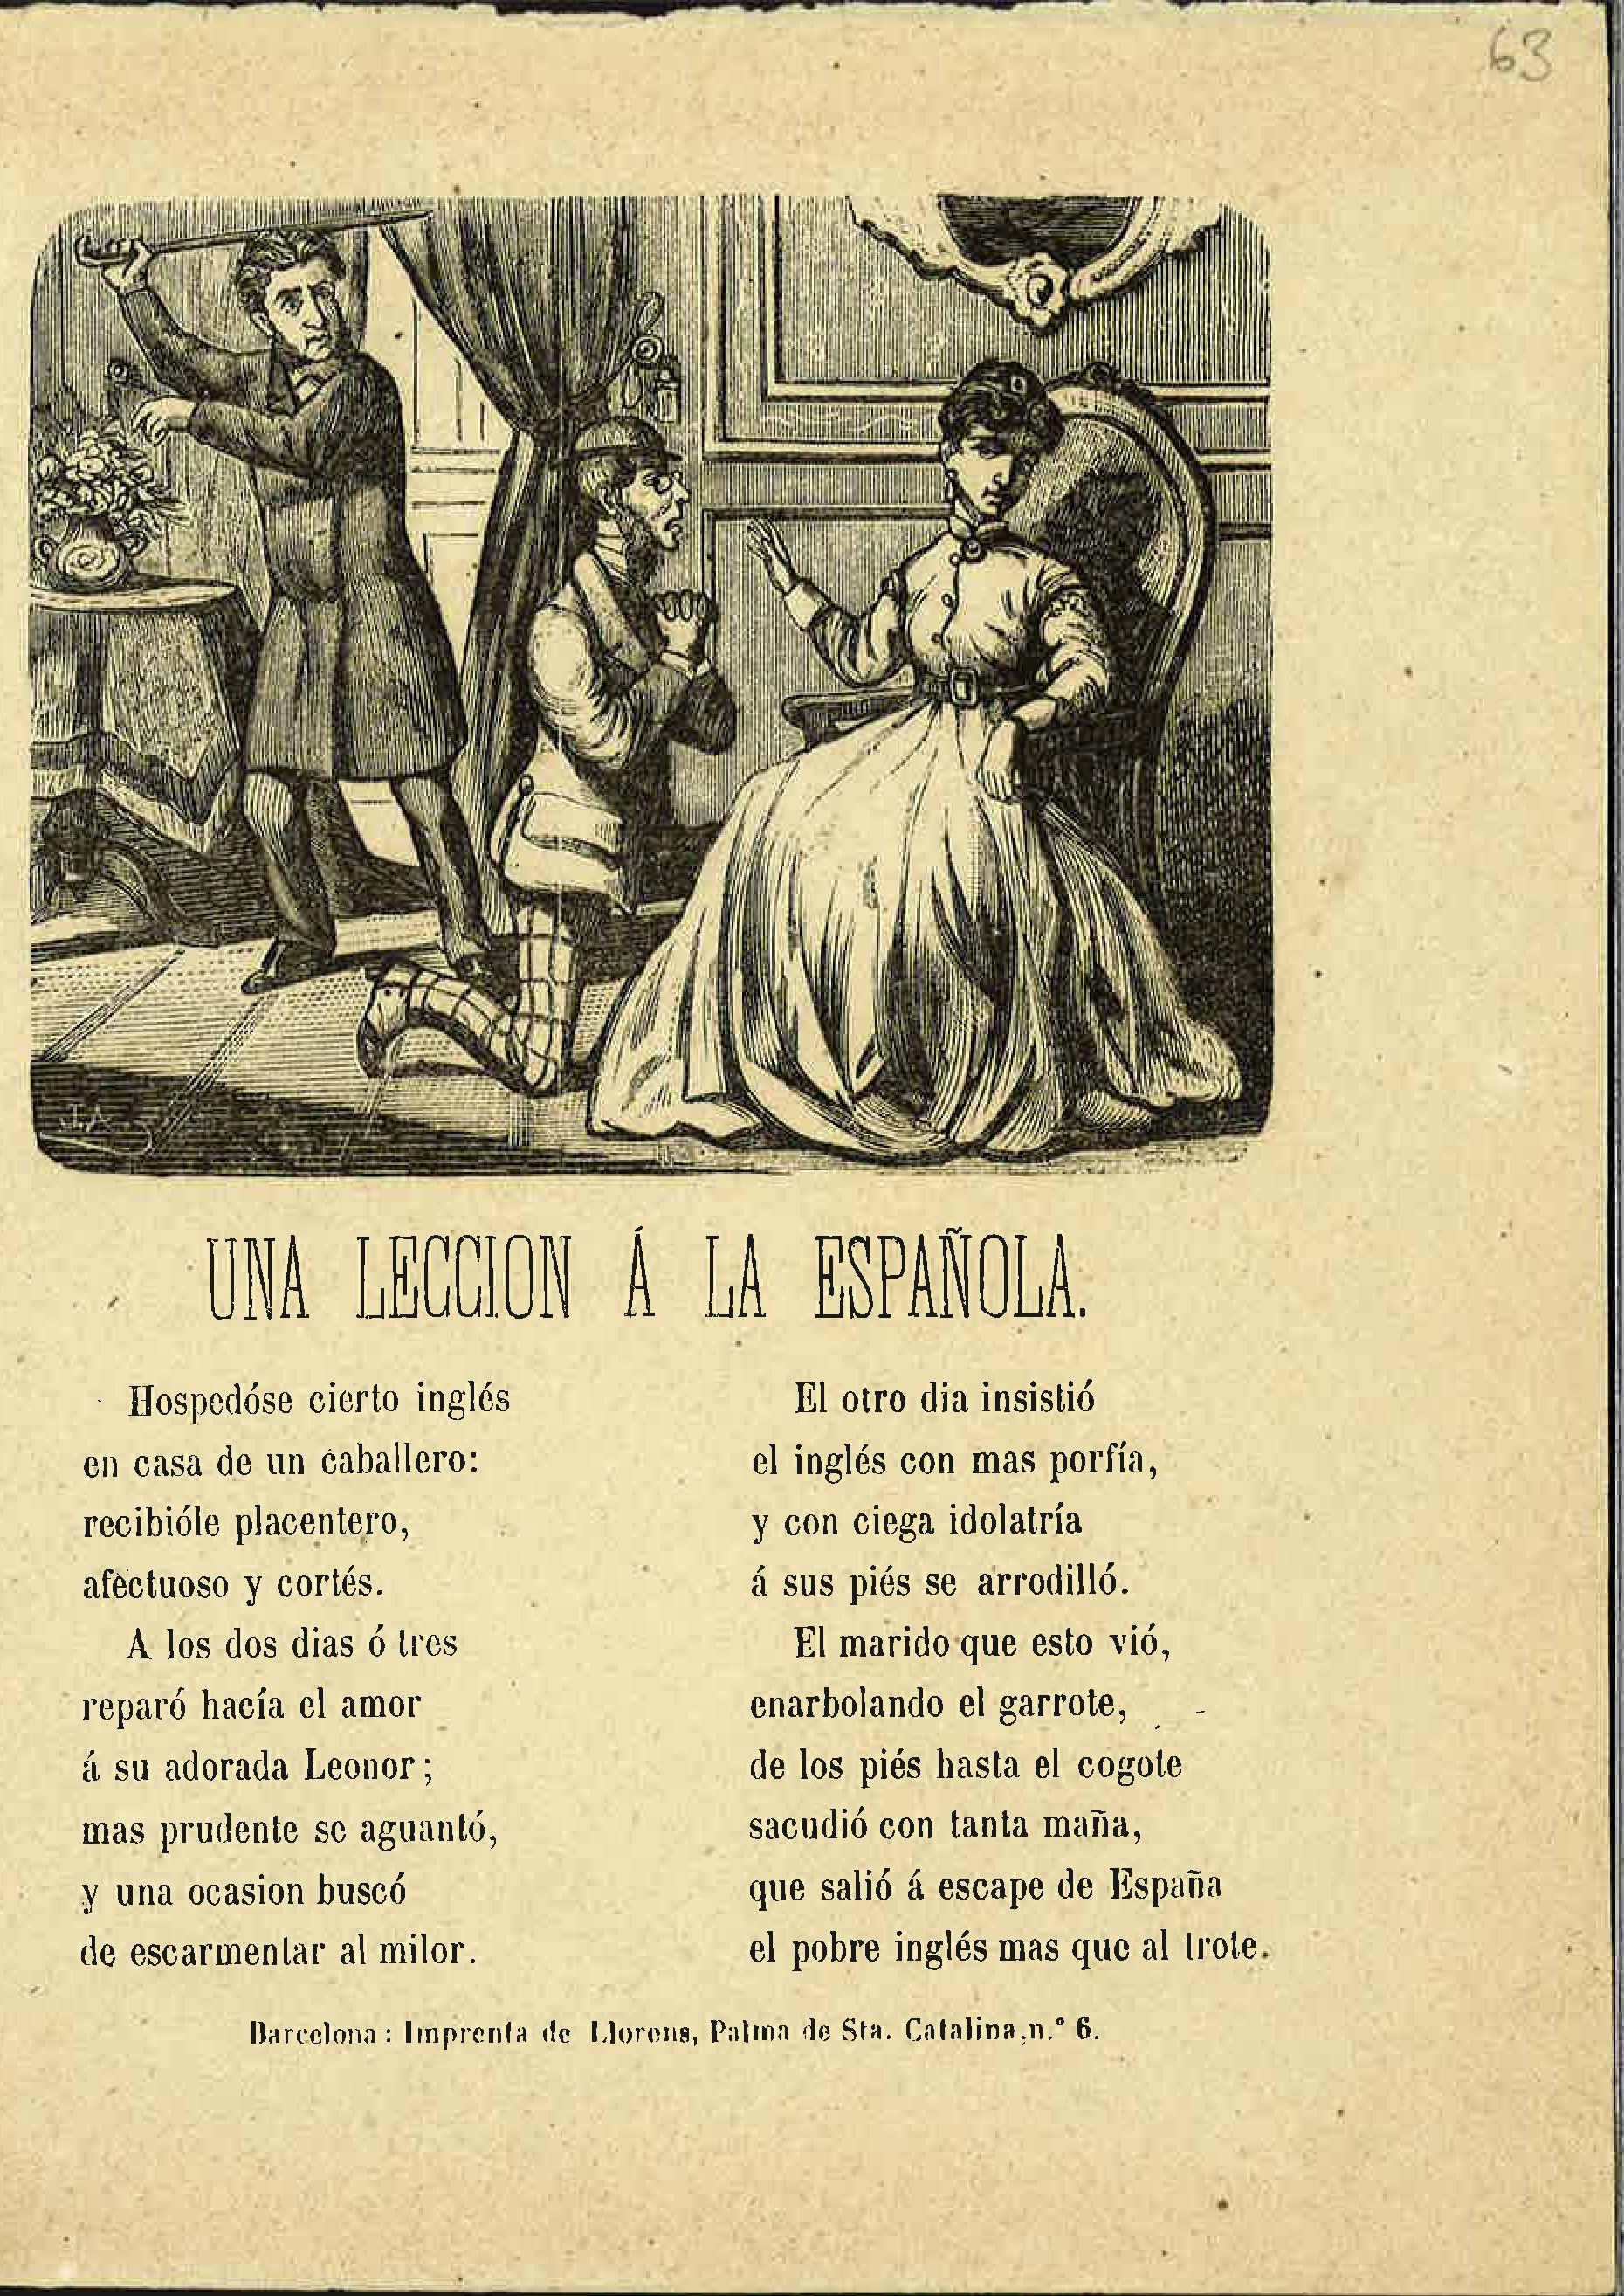 63
J.A.
UNA LECCION Á LA ESPAÑOLA.
Hospedóse cierto inglés
en casa de un caballero:
recibióle placentero,
afectuoso y cortés.
A los dos dias ó tres
reparó hacía el amor
á su adorada Leonor;
mas prudente se aguantó,
y una ocasion buscó
de escarmentar al milor.
El otro dia insistió
el inglés con mas porfía,
y con ciega idolatría
á sus piés se arrodilló.
El marido que esto vió,
enarbolando el garrote,
de los piés hasta el cogote
sacudió con tanta maña,
que salió á escape de España
el pobre inglés mas que al trote.
Barcelona: Imprenta de Llorens, Palma de Sta. Catalina, n.º 6.